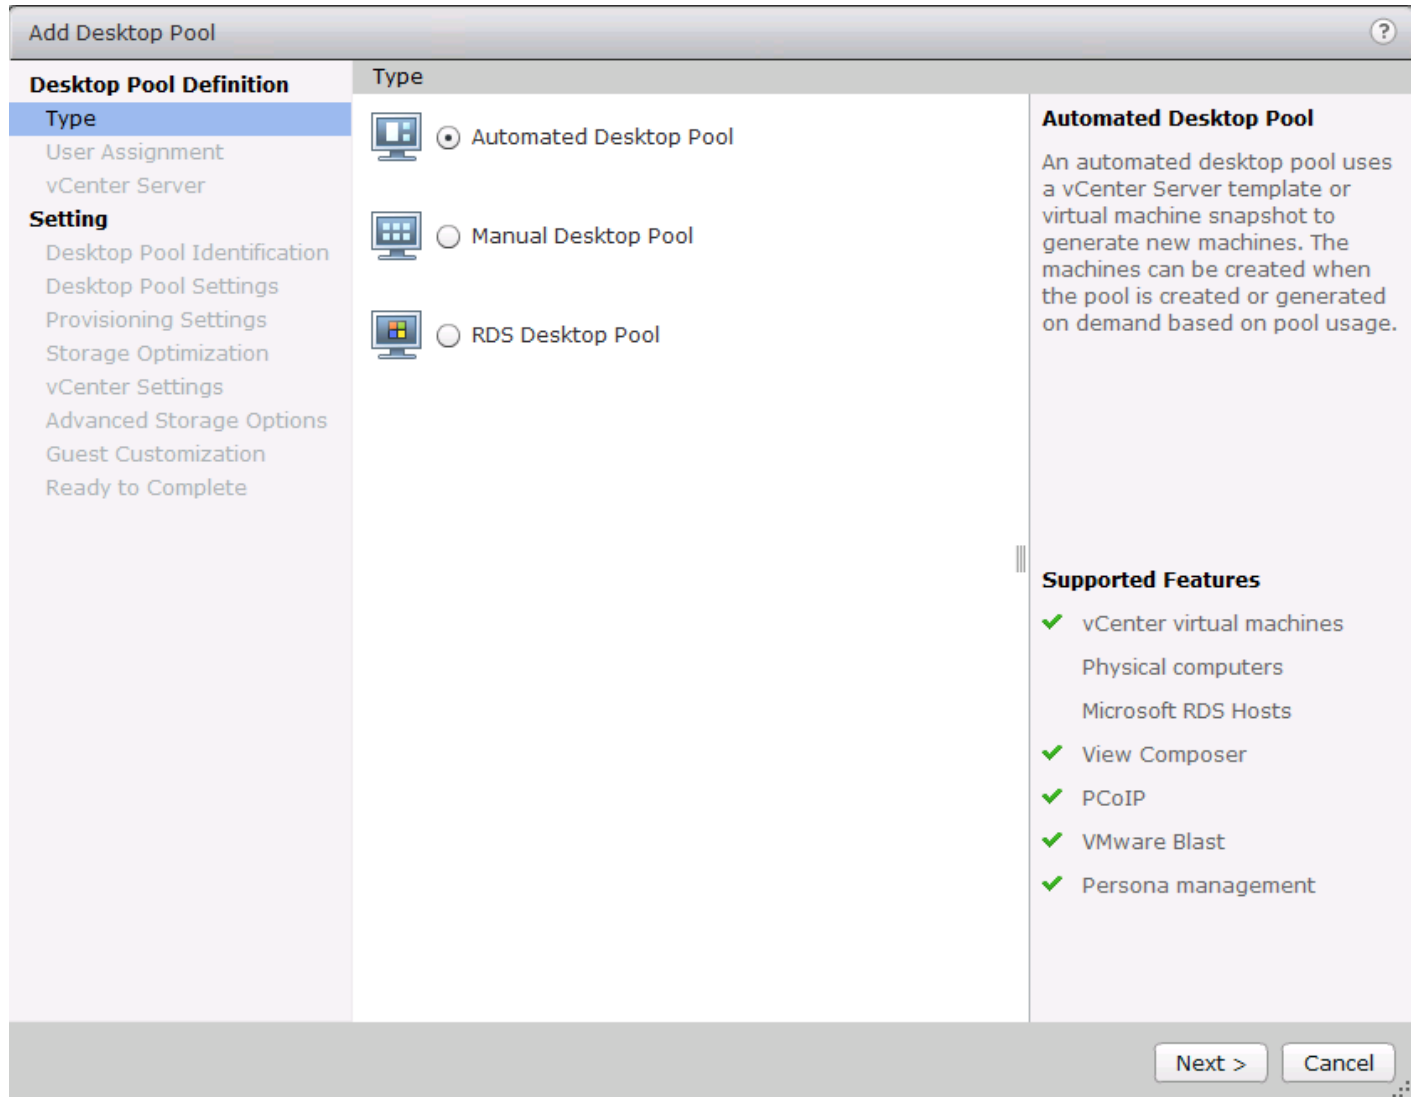 Add Desktop Pool
?
Desktop Pool Definition
Type
User Assignment
vCenter Server
Setting
Desktop Pool Identification
Desktop Pool Settings
Provisioning Settings
Storage Optimization
vCenter Settings
Advanced Storage Options
Guest Customization
Ready to Complete
Type
Automated Desktop Pool
Manual Desktop Pool
RDS Desktop Pool
Automated Desktop Pool
An automated desktop pool uses
a vCenter Server template or
virtual machine snapshot to
generate new machines. The
machines can be created when
the pool is created or generated
on demand based on pool usage.
Supported Features
vCenter virtual machines
Physical computers
Microsoft RDS Hosts
View Composer
PCoIP
VMware Blast
Persona management
Next >
Cancel